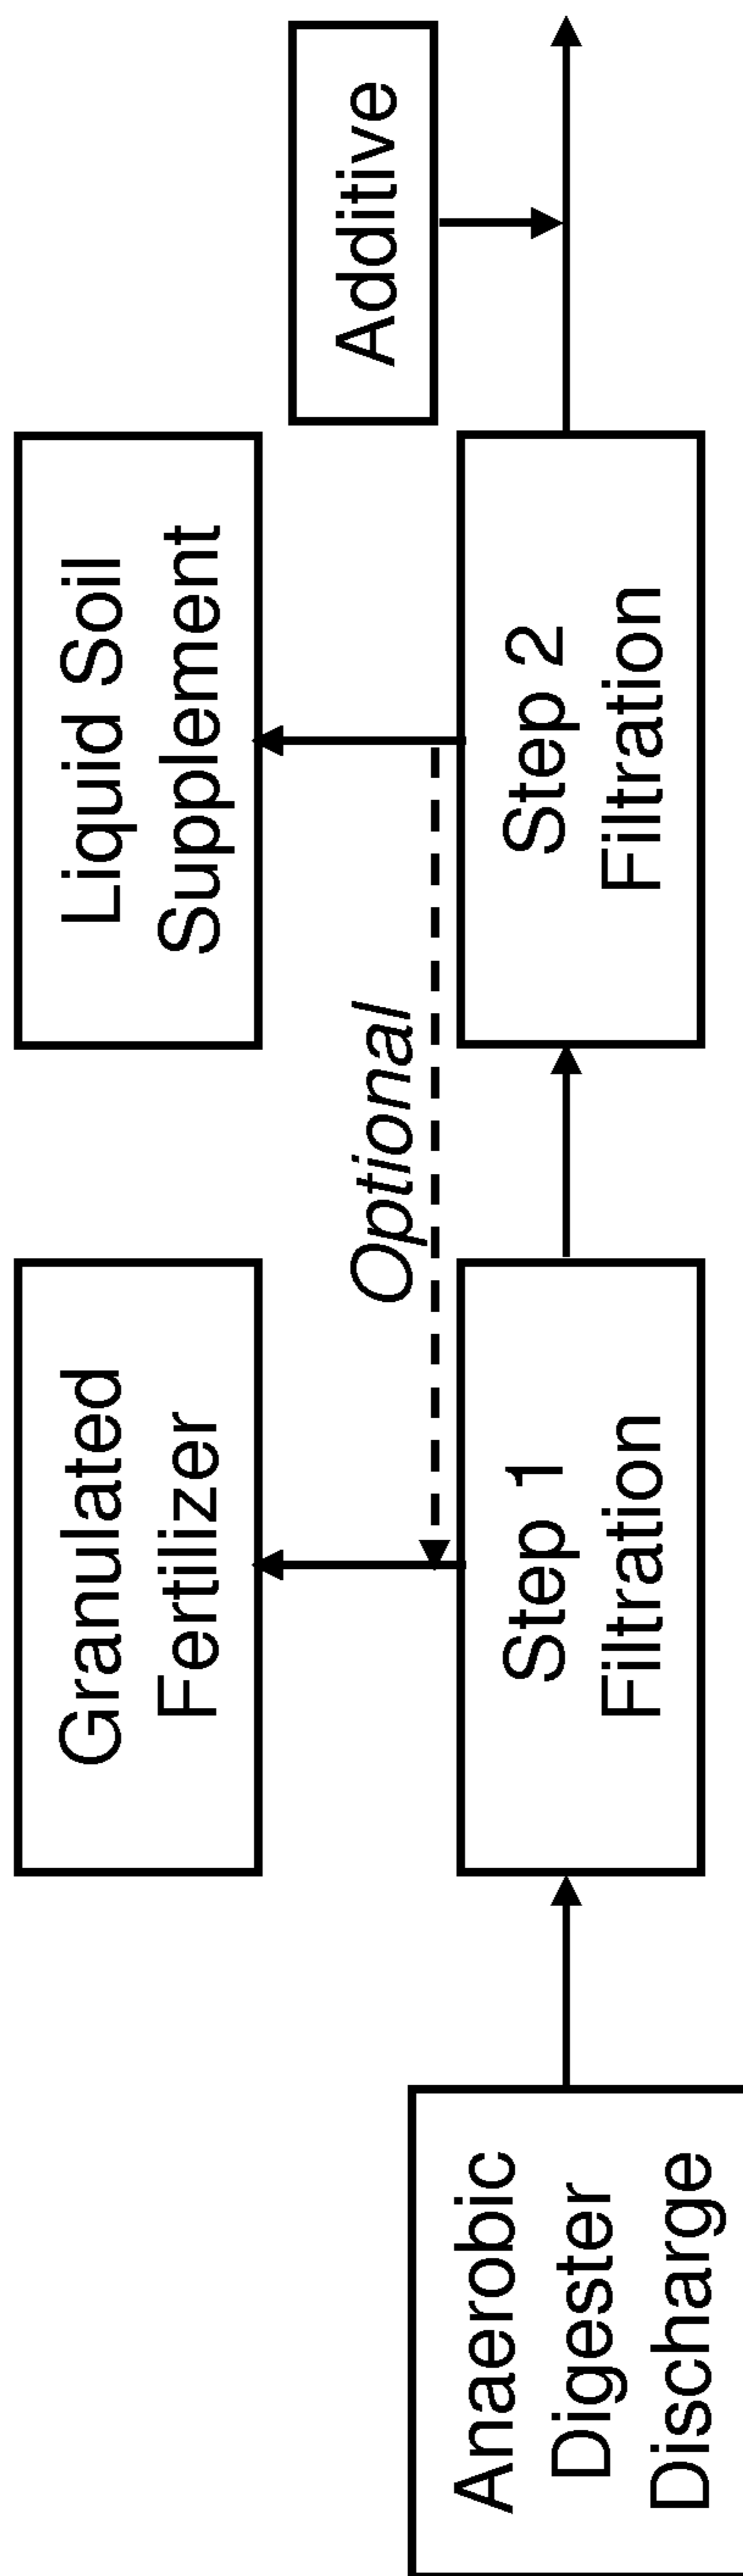 Granulated
Fertilizer
Liquid Soil
Supplement
Optional
Additive
Anaerobic
Digester
Discharge
Step 1
Filtration
Step 2
Filtration